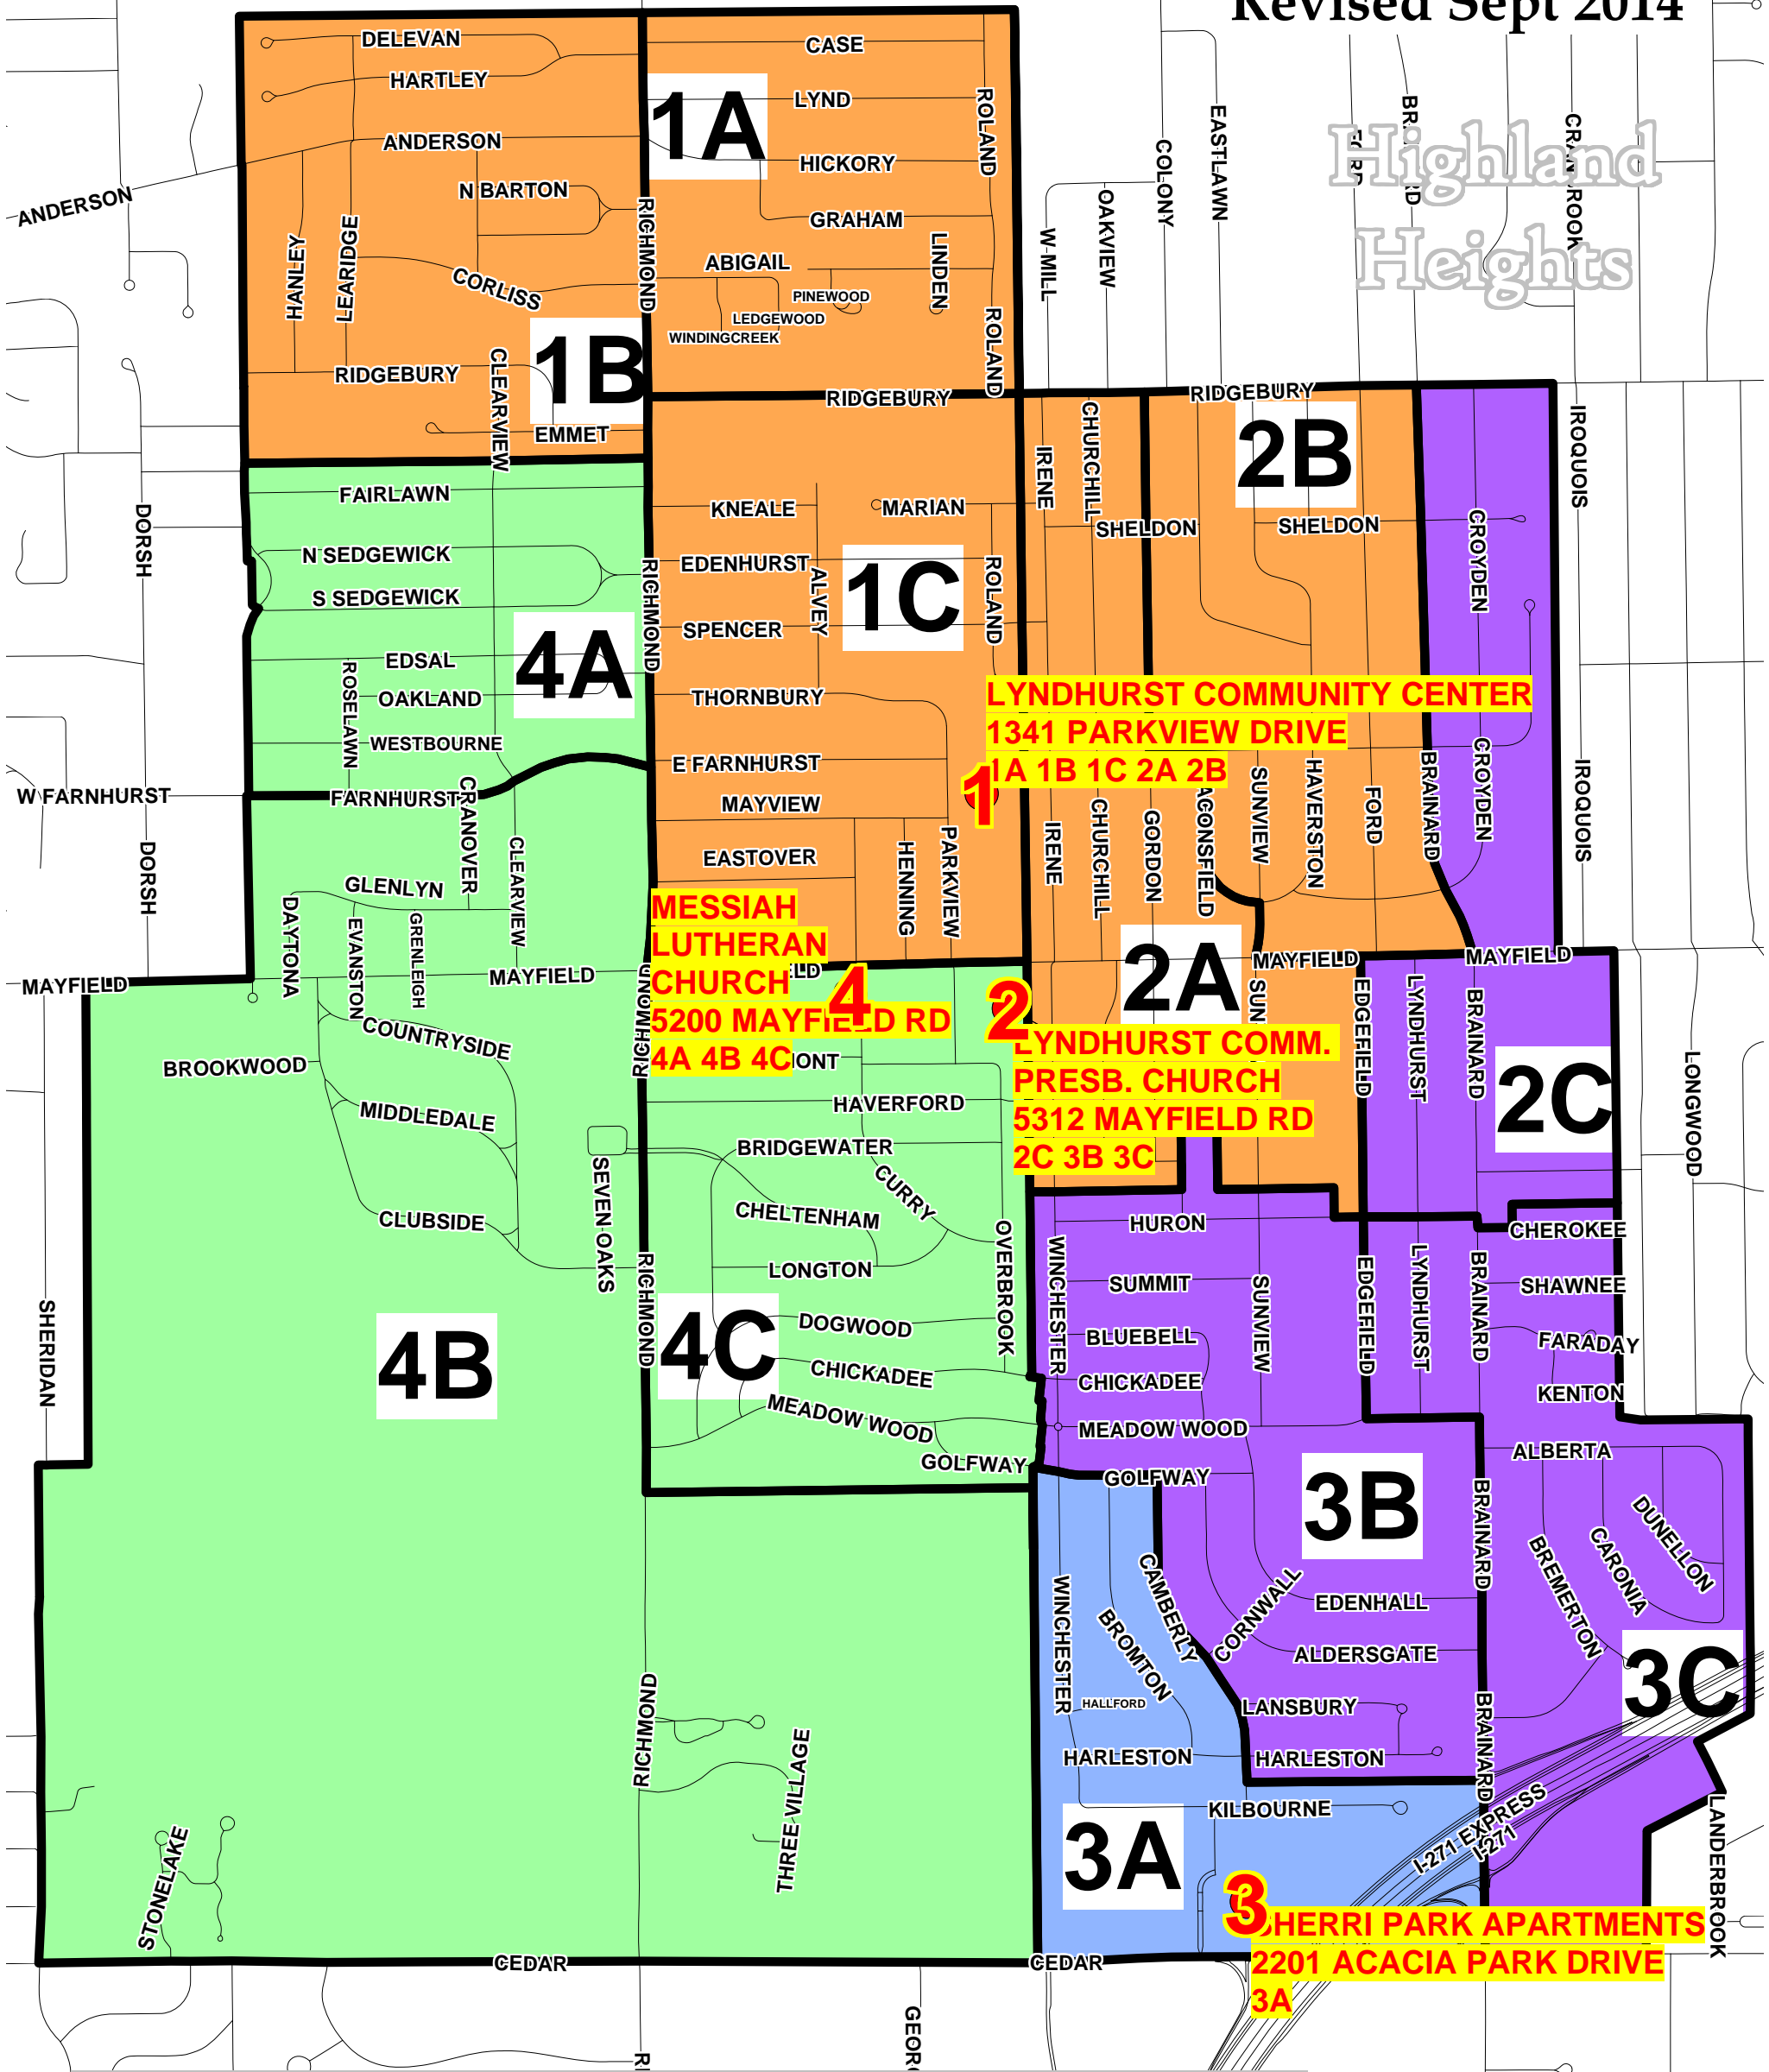 Revised Sept 2014
Highland
Heights
DELEVAN
HARTLEY
ANDERSON
ANDERSON
N BARTON
HANLEY
LEARIDGE
CORLISS
RIDGEBURY
CLEARVIEW
EMMET
1B
RICHMOND
1A
CASE
LYND
HICKORY
GRAHAM
ABIGAIL
PINEWOOD
LEDGEWOOD
WINDINGCREEK
LINDEN
ROLAND
ROLAND
RIDGEBURY
W MILL
OAKVIEW
COLONY
EASTLAWN
RIDGEBURY
IROQUOIS
FAIRLAWN
N SEDGEWICK
S SEDGEWICK
EDSAL
OAKLAND
ROSELAWN
WESTBOURNE
4A
DORSH
RICHMOND
KNEALE
MARIAN
EDENHURST
ALVEY
SPENCER
1C
ROLAND
THORNBURY
E FARNHURST
MAYVIEW
EASTOVER
HENNING
PARKVIEW
IRENE
CHURCHILL
SHELDON
2B
SHELDON
CROYDEN
LYNDHURST COMMUNITY CENTER
1341 PARKVIEW DRIVE
1A 1B 1C 2A 2B
1
W FARNHURST
FARNHURST
CRANOVER
CLEARVIEW
GLENLYN
DAYTONA
EVANSTON
GRENLEIGH
DORSH
MAYFIELD
MAYFIELD
IRENE
CHURCHILL
GORDON
SUNVIEW
HAVERSTON
FORD
BRAINARD
CROYDEN
IROQUOIS
MESSIAH
LUTHERAN
CHURCH
5200 MAYFIELD RD
4A 4B 4C
4
2
LYNDHURST COMM.
PRESB. CHURCH
5312 MAYFIELD RD
2C 3B 3C
2A
MAYFIELD
MAYFIELD
EDGEFIELD
LYNDHURST
BRAINARD
2C
LONGWOOD
RICHMOND
COUNTRYSIDE
BROOKWOOD
MIDDLEDALE
CLUBSIDE
SEVEN OAKS
4B
SHERIDAN
RICHMOND
HAVERFORD
BRIDGEWATER
CURRY
CHELTENHAM
LONGTON
OVERBROOK
DOGWOOD
4C
CHICKADEE
MEADOW WOOD
GOLFWAY
HURON
WINCHESTER
SUMMIT
BLUEBELL
CHICKADEE
MEADOW WOOD
SUNVIEW
EDGEFIELD
LYNDHURST
BRAINARD
CHEROKEE
SHAWNEE
FARADAY
KENTON
ALBERTA
GOLFWAY
3B
BRAINARD
DUNELLON
CARONIA
BREMERTON
3C
WINCHESTER
BROMTON
CAMBERLY
CORNWALL
EDENHALL
ALDERSGATE
HALLFORD
LANSBURY
HARLESTON
HARLESTON
BRAINARD
KILBOURNE
3A
I-271 EXPRESS
I-271
LANDERBROOK
RICHMOND
THREE VILLAGE
STONELAKE
3
SHERRI PARK APARTMENTS
2201 ACACIA PARK DRIVE
3A
CEDAR
CEDAR